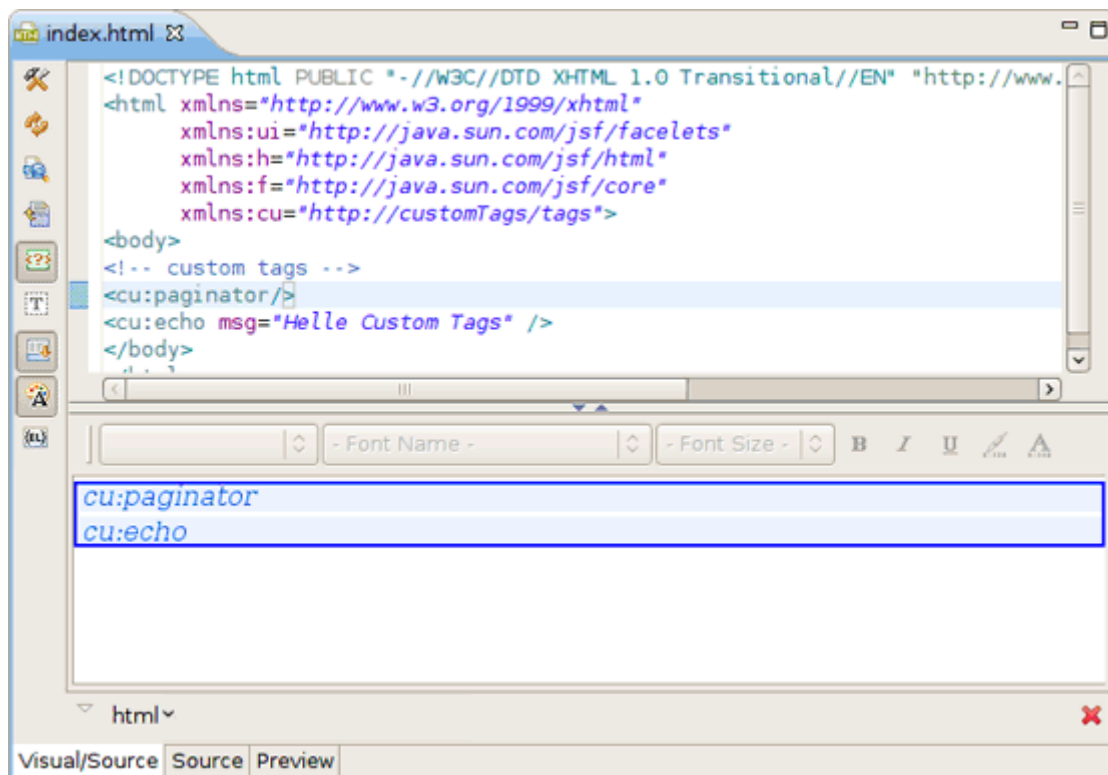 index.html
<!DOCTYPE html PUBLIC "-//W3C//DTD XHTML 1.0 Transitional//EN" "http://www.
<html xmlns="http://www.w3.org/1999/xhtml"
xmlns:ui="http://java.sun.com/jsf/facelets"
xmlns:h="http://java.sun.com/jsf/html"
xmlns:f="http://java.sun.com/jsf/core"
xmlns:cu="http://customTags/tags">
<body>
<!-- custom tags -->
<cu:paginator/>
<cu:echo msg="Helle Custom Tags" />
</body>
- Font Name - - Font Size - B I U A
cu:paginator
cu:echo
html
Visual/Source Source Preview